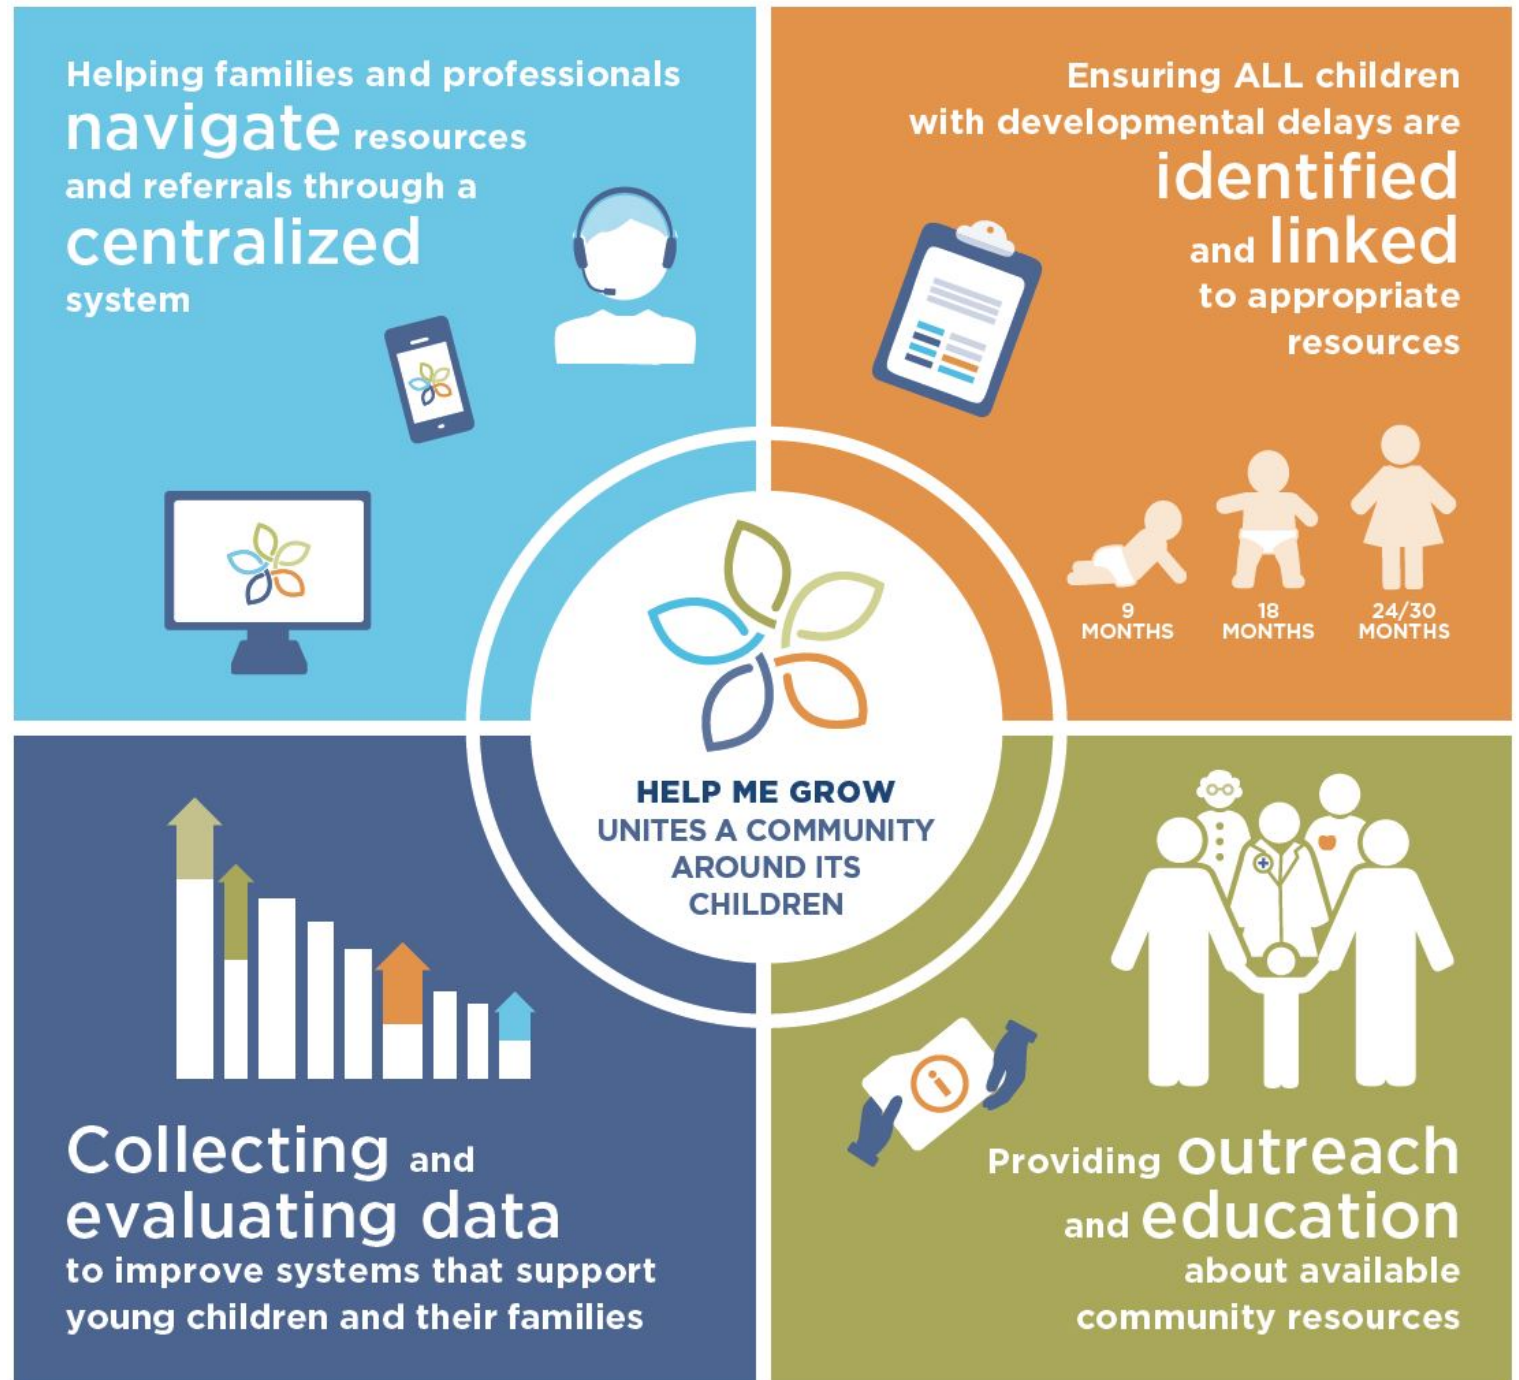 Helping families and professionals
navigate resources
and referrals through a
centralized
system
Ensuring ALL children
with developmental delays are
identified
and linked
to appropriate
resources
9
MONTHS
18
MONTHS
24/30
MONTHS
HELP ME GROW
UNITES A COMMUNITY
AROUND ITS
CHILDREN
Collecting and
evaluating data
to improve systems that support
young children and their families
i
Providing outreach
and education
about available
community resources